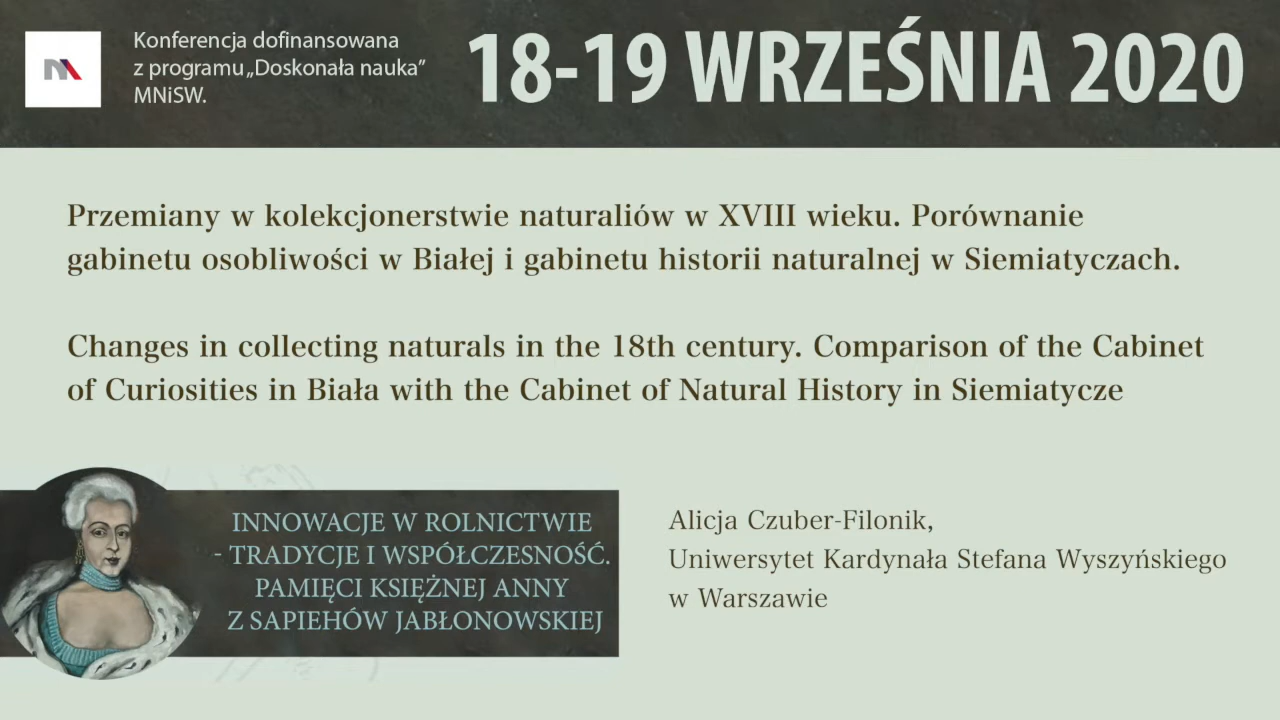 Konferencja dofinansowana
z programu „Doskonała nauka”
MNiSW.
18-19 WRZEŚNIA 2020
Przemiany w kolekcjonerstwie naturaliów w XVIII wieku. Porównanie
gabinetu osobliwości w Białej i gabinetu historii naturalnej w Siemiatyczach.
Changes in collecting naturals in the 18th century. Comparison of the Cabinet
of Curiosities in Biała with the Cabinet of Natural History in Siemiatycze
INNOWACJE W ROLNICTWIE
- TRADYCJE I WSPÓŁCZESNOŚĆ.
PAMIĘCI KSIĘŻNEJ ANNY
Z SAPIEHÓW JABŁONOWSKIEJ
Alicja Czuber-Filonik,
Uniwersytet Kardynała Stefana Wyszyńskiego
w Warszawie